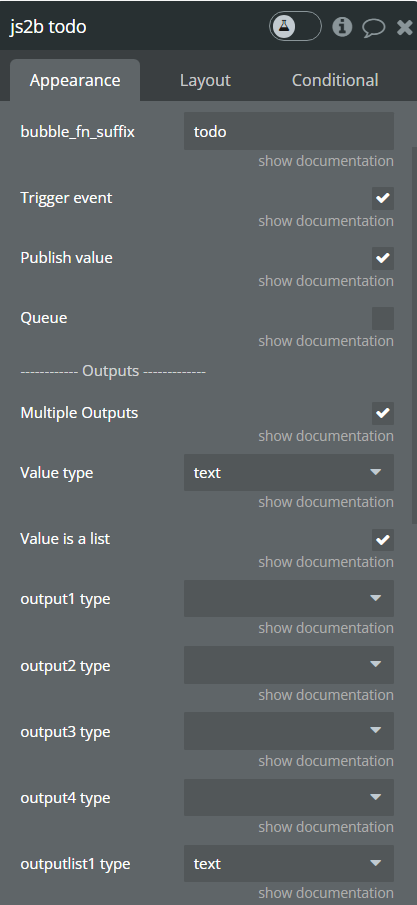 js2b todo
Appearance Layout Conditional
bubble_fn_suffix todo
show documentation
Trigger event
show documentation
Publish value
show documentation
Queue
show documentation
------------ Outputs -------------
Multiple Outputs
show documentation
Value type text
show documentation
Value is a list
show documentation
output1 type
show documentation
output2 type
show documentation
output3 type
show documentation
output4 type
show documentation
outputlist1 type text
show documentation